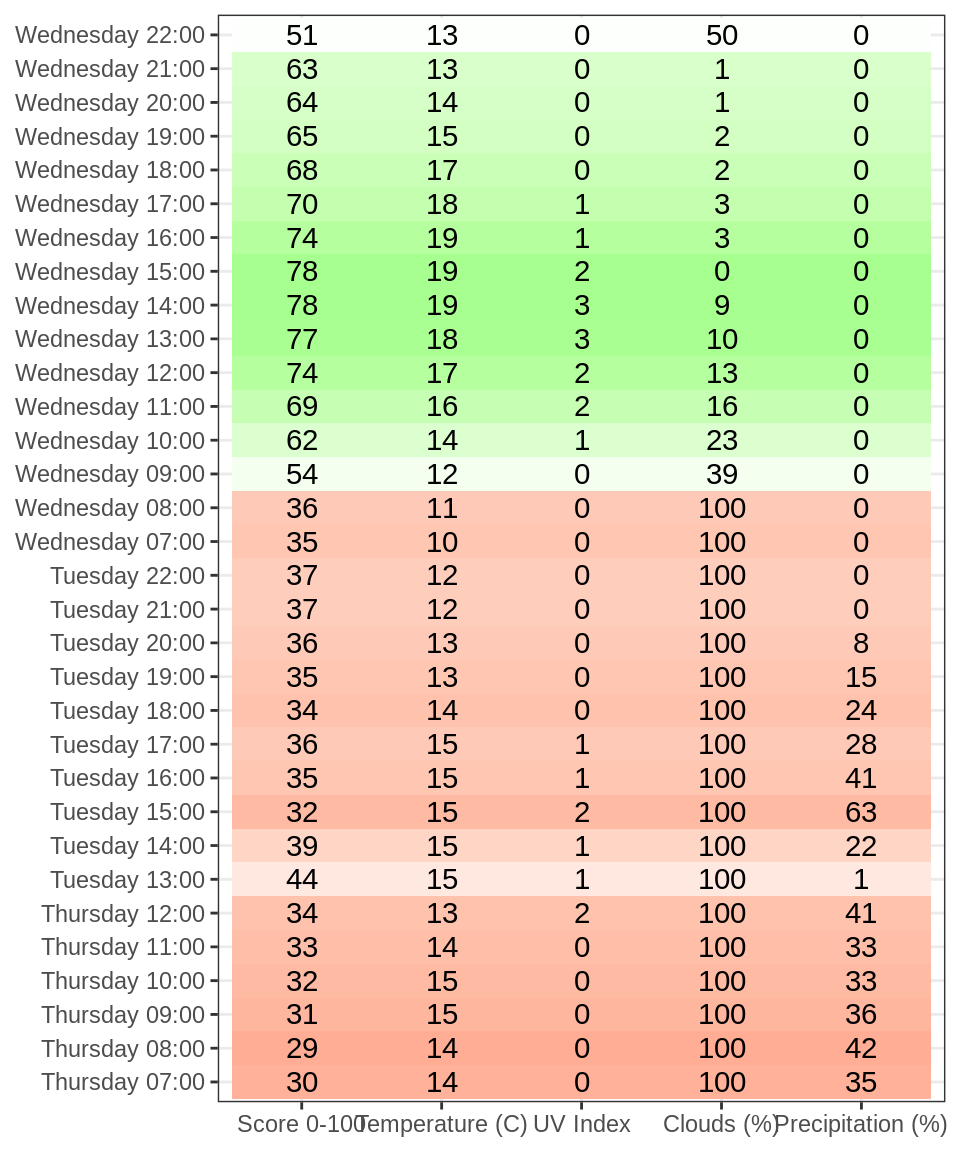 Wednesday 22:00 51 13 0 50 0
Wednesday 21:00 63 13 0 1 0
Wednesday 20:00 64 14 0 1 0
Wednesday 19:00 65 15 0 2 0
Wednesday 18:00 68 17 0 2 0
Wednesday 17:00 70 18 1 3 0
Wednesday 16:00 74 19 1 3 0
Wednesday 15:00 78 19 2 0 0
Wednesday 14:00 78 19 3 9 0
Wednesday 13:00 77 18 3 10 0
Wednesday 12:00 74 17 2 13 0
Wednesday 11:00 69 16 2 16 0
Wednesday 10:00 62 14 1 23 0
Wednesday 09:00 54 12 0 39 0
Wednesday 08:00 36 11 0 100 0
Wednesday 07:00 35 10 0 100 0
Tuesday 22:00 37 12 0 100 0
Tuesday 21:00 37 12 0 100 0
Tuesday 20:00 36 13 0 100 8
Tuesday 19:00 35 13 0 100 15
Tuesday 18:00 34 14 0 100 24
Tuesday 17:00 36 15 1 100 28
Tuesday 16:00 35 15 1 100 41
Tuesday 15:00 32 15 2 100 63
Tuesday 14:00 39 15 1 100 22
Tuesday 13:00 44 15 1 100 1
Thursday 12:00 34 13 2 100 41
Thursday 11:00 33 14 0 100 33
Thursday 10:00 32 15 0 100 33
Thursday 09:00 31 15 0 100 36
Thursday 08:00 29 14 0 100 42
Thursday 07:00 30 14 0 100 35
Score 0-100 Temperature (C) UV Index Clouds (%) Precipitation (%)